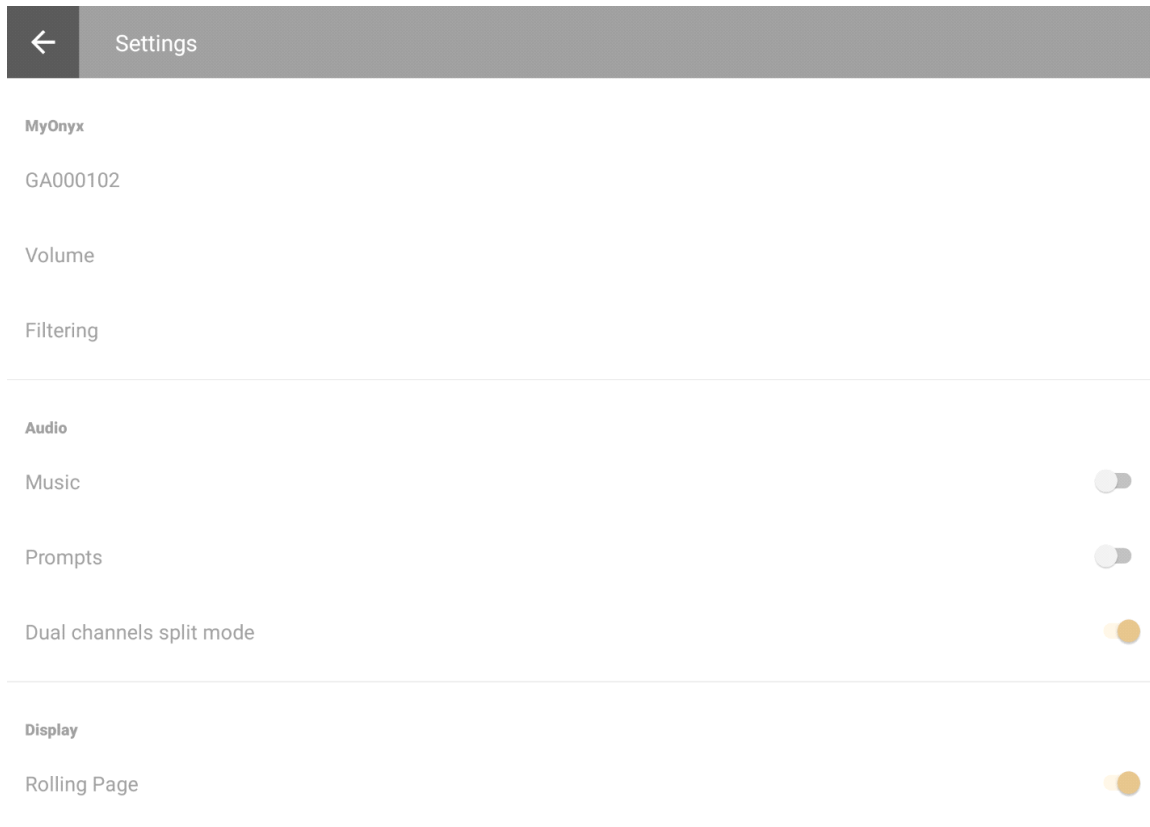 Settings
MyOnyx
GA000102
Volume
Filtering
Audio
Music
Prompts
Dual channels split mode
Display
Rolling Page